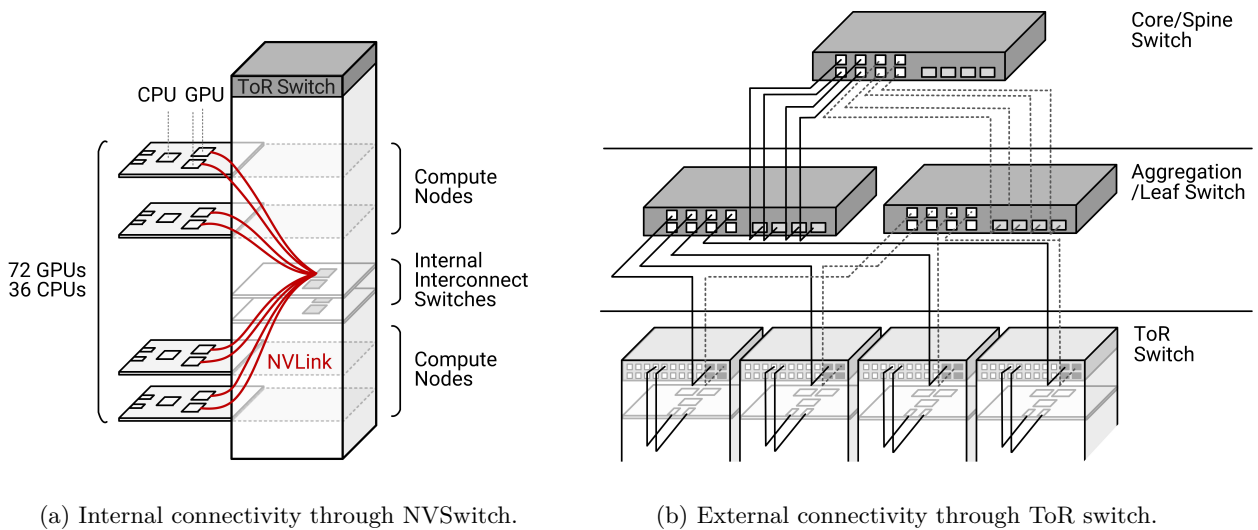 ToR Switch
CPU GPU
Compute
Nodes
72 GPUs
36 CPUs
Internal
Interconnect
Switches
NVLink
Compute
Nodes
(a) Internal connectivity through NVSwitch.
Core/Spine
Switch
Aggregation
/Leaf Switch
ToR
Switch
(b) External connectivity through ToR switch.